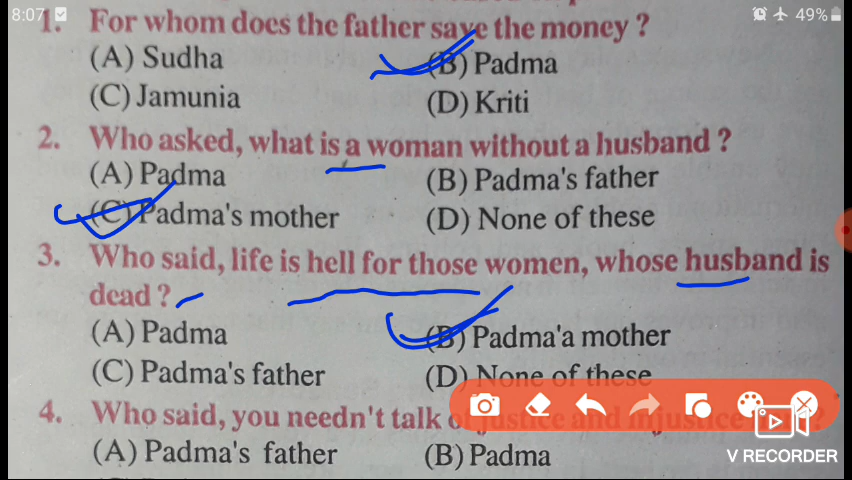 8:07 49%
1. For whom does the father save the money ?
(A) Sudha (B) Padma
(C) Jamunia (D) Kriti
2. Who asked, what is a woman without a husband ?
(A) Padma (B) Padma's father
(C) Padma's mother (D) None of these
3. Who said, life is hell for those women, whose husband is
dead ?
(A) Padma (B) Padma'a mother
(C) Padma's father (D) None of these
4. Who said, you needn't talk of justice and injustice ?
(A) Padma's father (B) Padma
V RECORDER